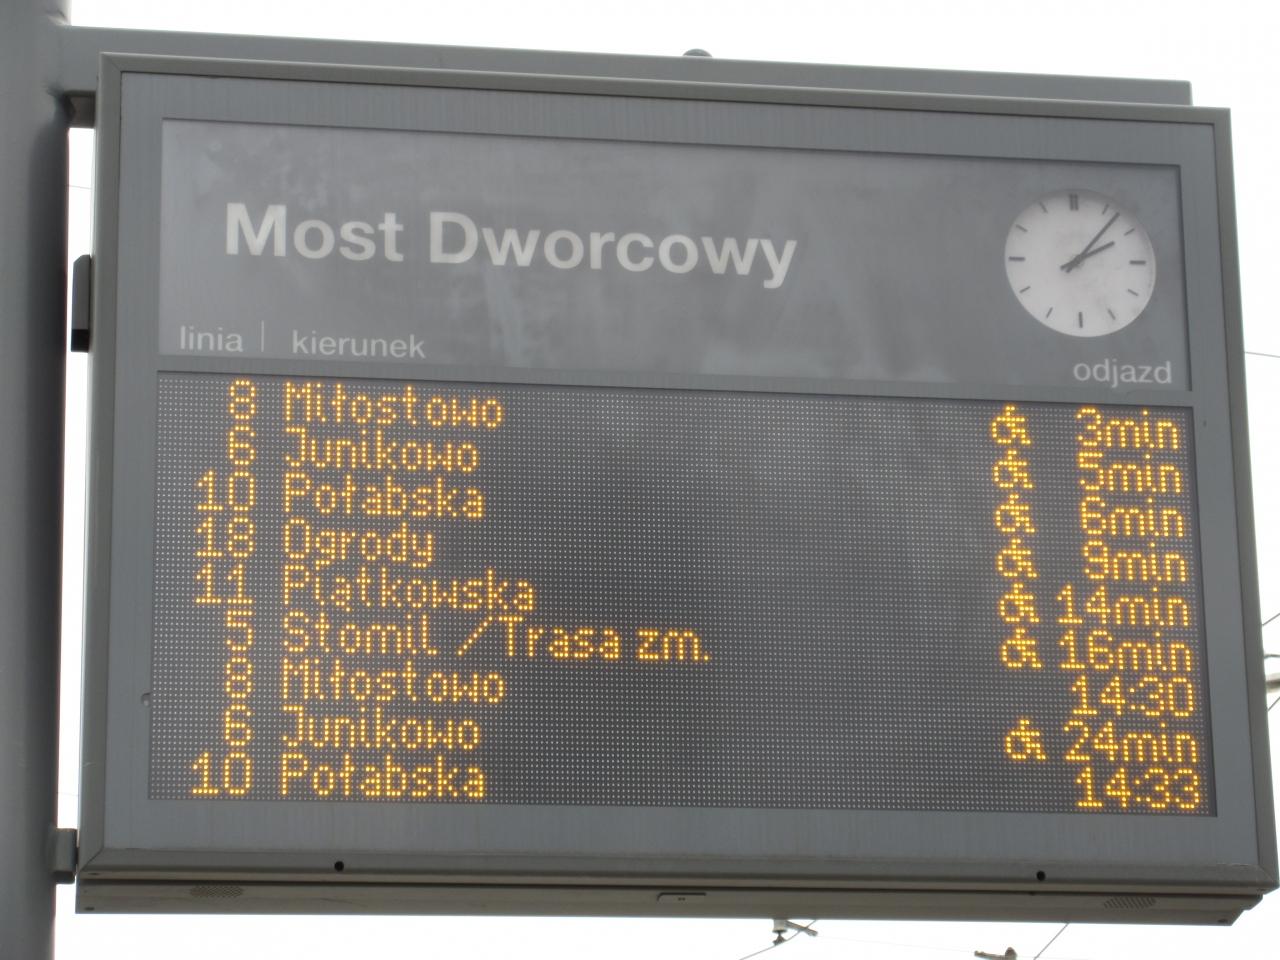 Most Dworcowy
linia | kierunek odjazd
8 Miłostowo 3min
6 Junikowo 5min
10 Połabska 6min
18 Ogrody 9min
11 Piątkowska 14min
5 Stomil /Trasa zm. 16min
8 Miłostowo 14:30
6 Junikowo 24min
10 Połabska 14:33